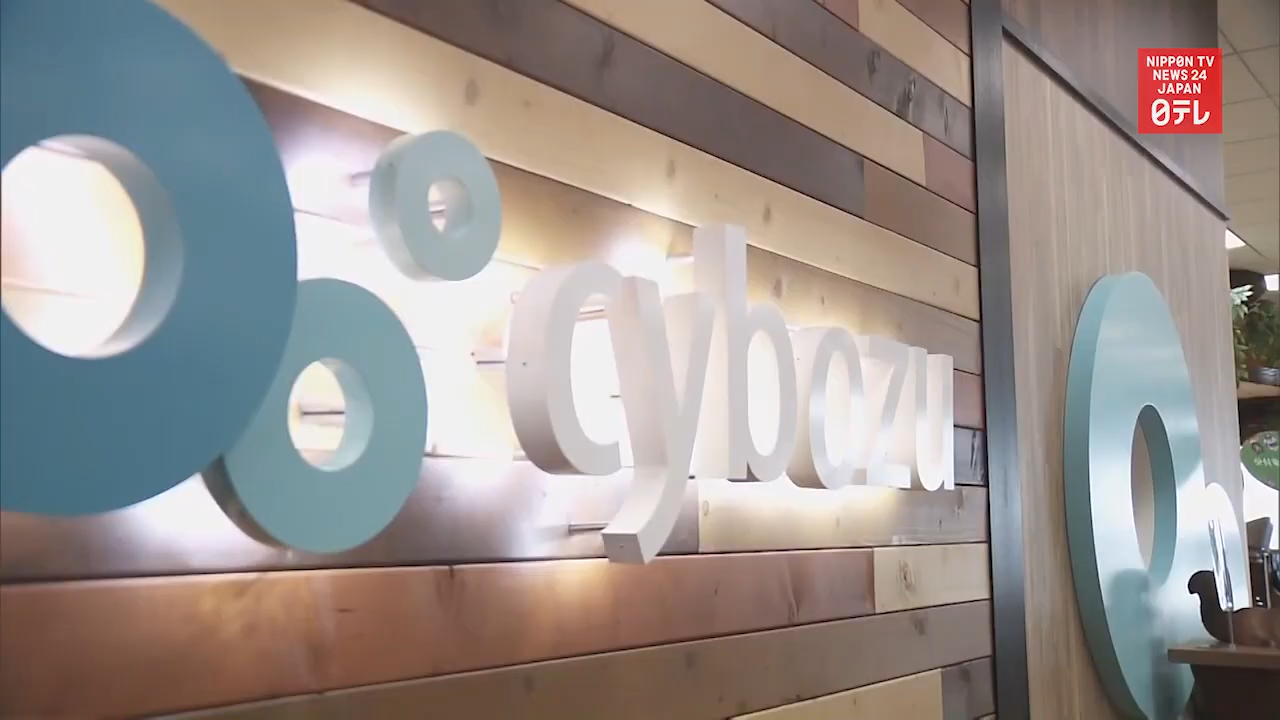 NIPPON TV
NEWS 24
JAPAN
日テレ
cybozu